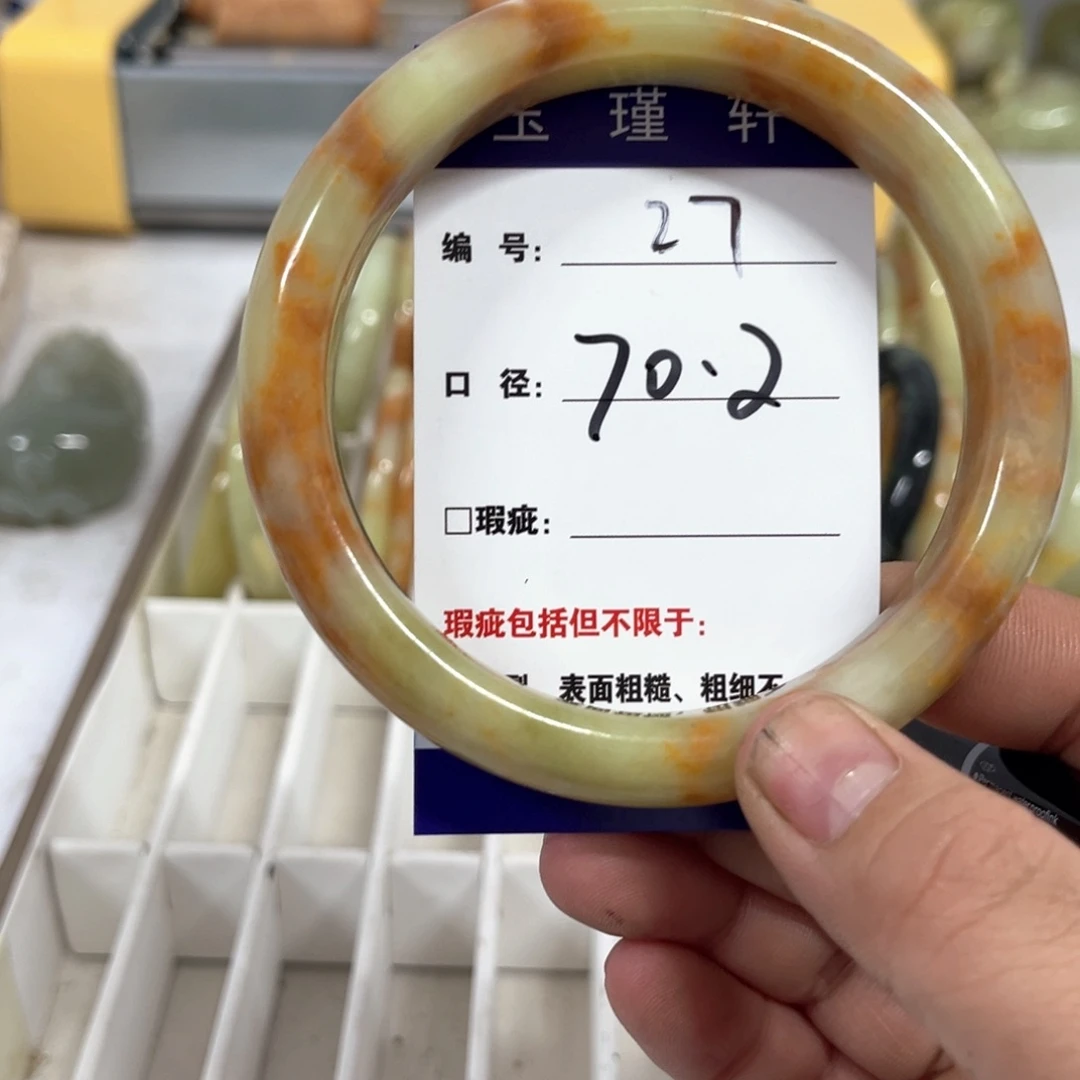 玉瑾轩
编号: 27
口径: 70.2
□瑕疵:
瑕疵包括但不限于:
表面粗糙、粗细不